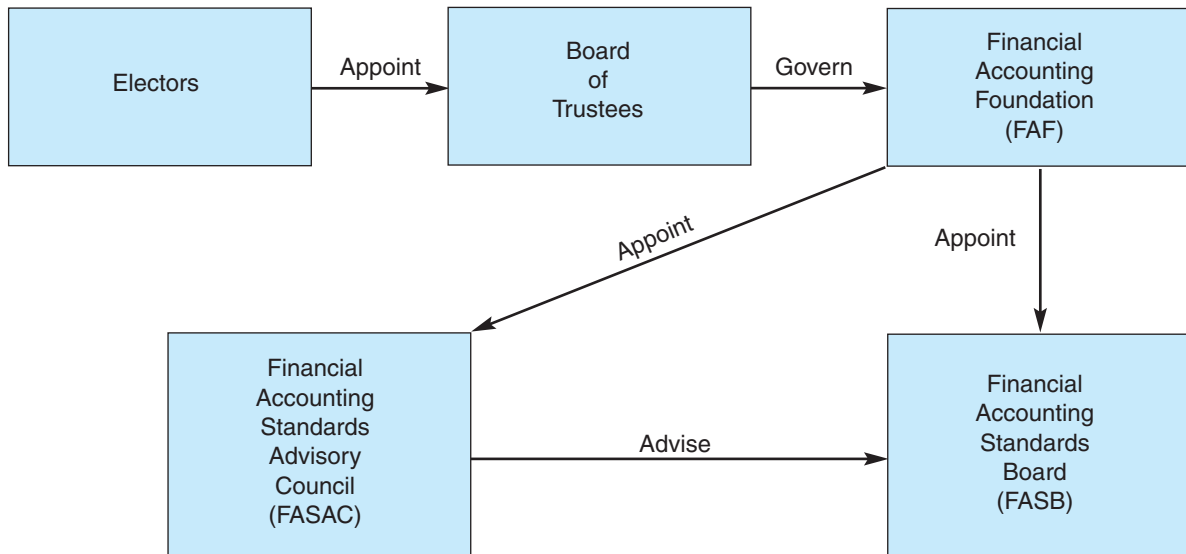 Electors
Appoint
Board
of
Trustees
Govern
Financial
Accounting
Foundation
(FAF)
Appoint
Appoint
Financial
Accounting
Standards
Advisory
Council
(FASAC)
Advise
Financial
Accounting
Standards
Board
(FASB)